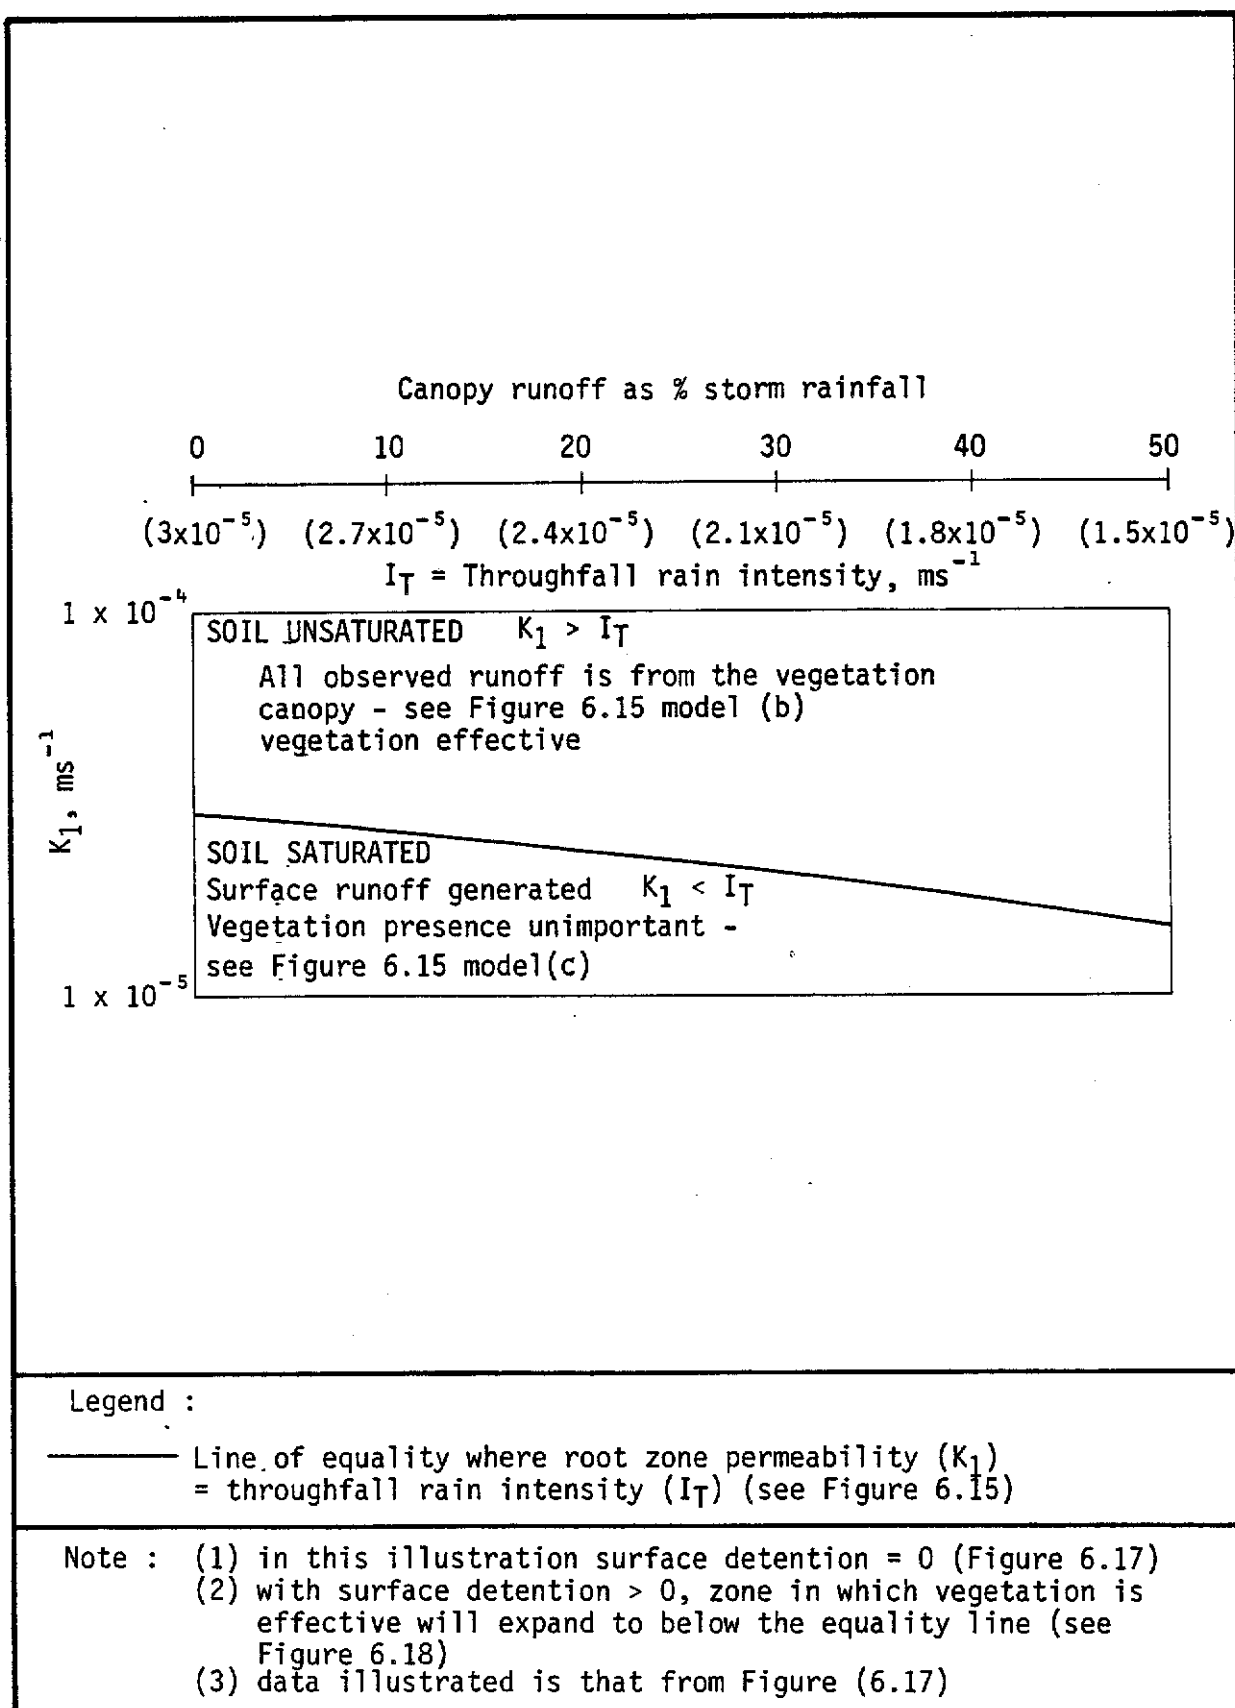 Canopy runoff as % storm rainfall
0 10 20 30 40 50
(3x10⁻⁵) (2.7x10⁻⁵) (2.4x10⁻⁵) (2.1x10⁻⁵) (1.8x10⁻⁵) (1.5x10⁻⁵)
I_T = Throughfall rain intensity, ms⁻¹
1 x 10⁻⁴
SOIL UNSATURATED K₁ > I_T
All observed runoff is from the vegetation
canopy - see Figure 6.15 model (b)
vegetation effective
K₁, ms⁻¹
SOIL SATURATED
Surface runoff generated K₁ < I_T
Vegetation presence unimportant -
see Figure 6.15 model(c)
1 x 10⁻⁵
Legend :
Line of equality where root zone permeability (K₁)
= throughfall rain intensity (I_T) (see Figure 6.15)
Note : (1) in this illustration surface detention = 0 (Figure 6.17)
(2) with surface detention > 0, zone in which vegetation is
effective will expand to below the equality line (see
Figure 6.18)
(3) data illustrated is that from Figure (6.17)